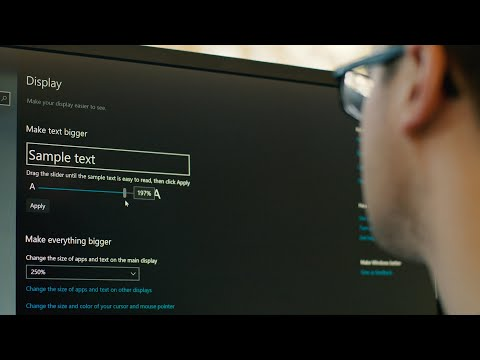 Display
Make your display easier to see.
Make text bigger
Sample text
Drag the slider until the sample text is easy to read, then click Apply
A 197% A
Apply
Make everything bigger
Change the size of apps and text on the main display
250%
Change the size of apps and text on other displays
Change the size and color of your cursor and mouse pointer
Make Windows better